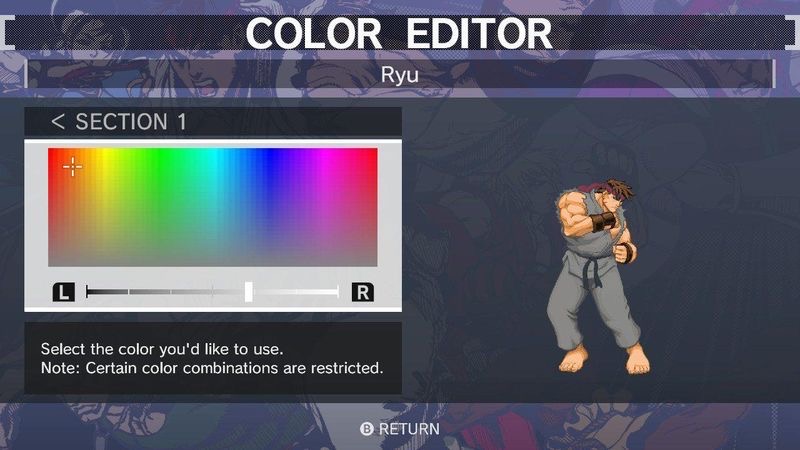 COLOR EDITOR
Ryu
< SECTION 1
L R
Select the color you'd like to use.
Note: Certain color combinations are restricted.
B RETURN